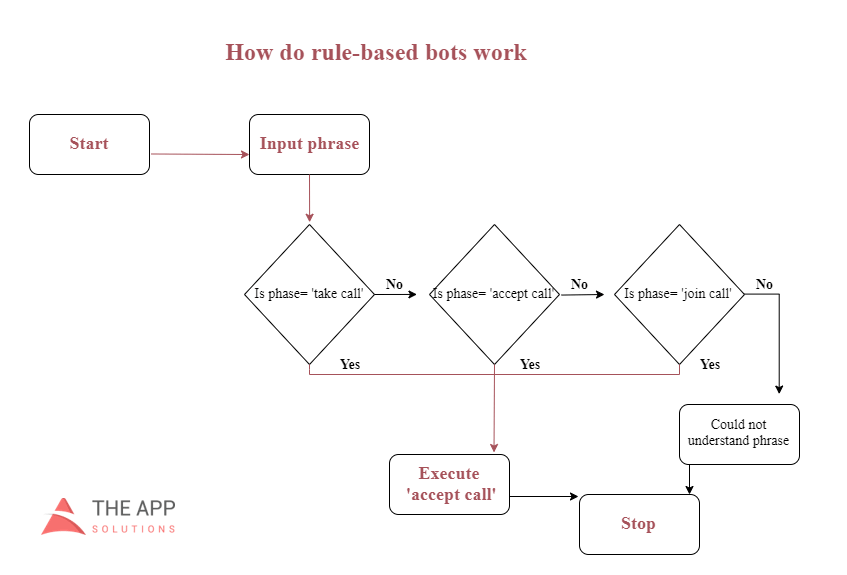 How do rule-based bots work
Start
Input phrase
Is phase= 'take call'
No
Is phase= 'accept call'
No
Is phase= 'join call'
No
Yes
Yes
Yes
Could not
understand phrase
Execute
'accept call'
Stop
THE APP
SOLUTIONS